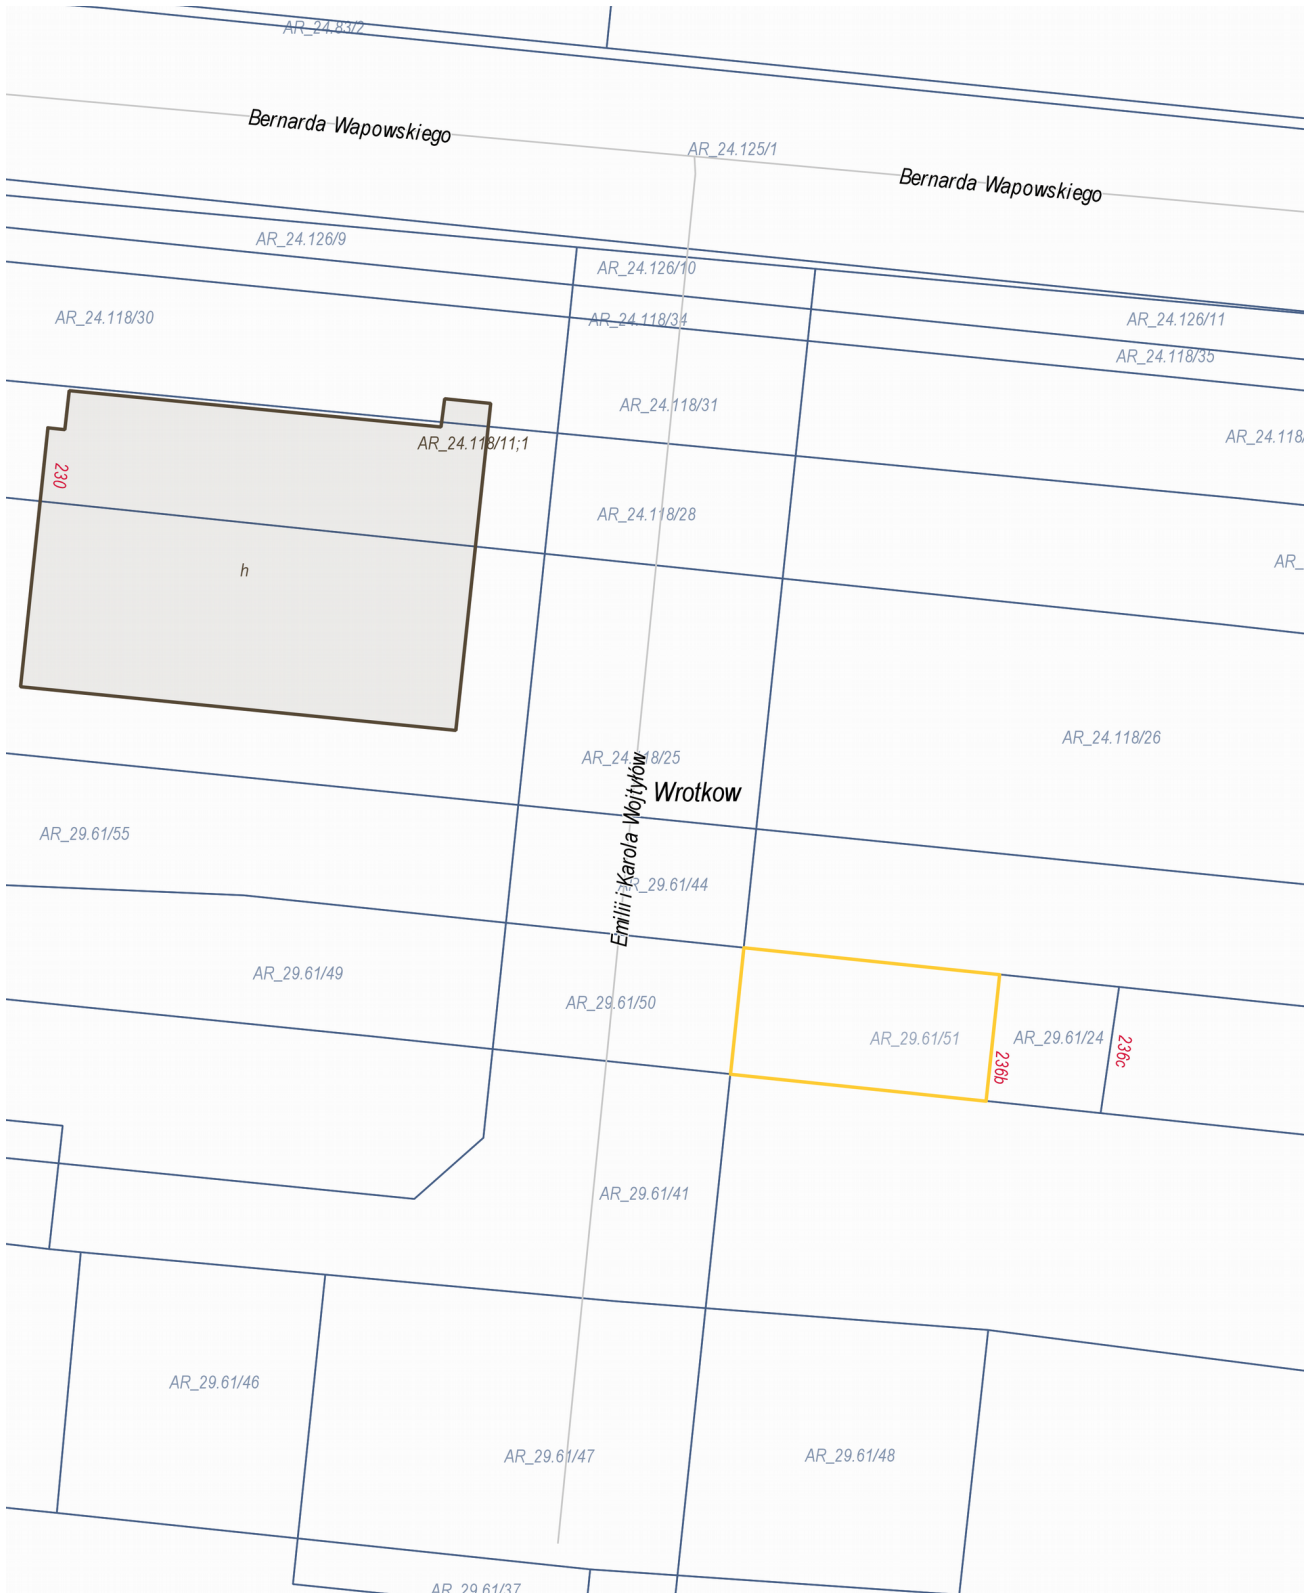 AR_24.83/2
Bernarda Wapowskiego
AR_24.125/1
Bernarda Wapowskiego
AR_24.126/9
AR_24.126/10
AR_24.118/30
AR_24.118/34
AR_24.126/11
AR_24.118/35
AR_24.118/31
AR_24.118/11;1
AR_24.118/
230
AR_24.118/28
h
AR_
AR_24.118/26
AR_24.118/25
Wrotkow
Emilii i Karola Wojtyłów
AR_29.61/55
AR_29.61/44
AR_29.61/49
AR_29.61/50
AR_29.61/51
AR_29.61/24
236b
236c
AR_29.61/41
AR_29.61/46
AR_29.61/47
AR_29.61/48
AR_29.61/37